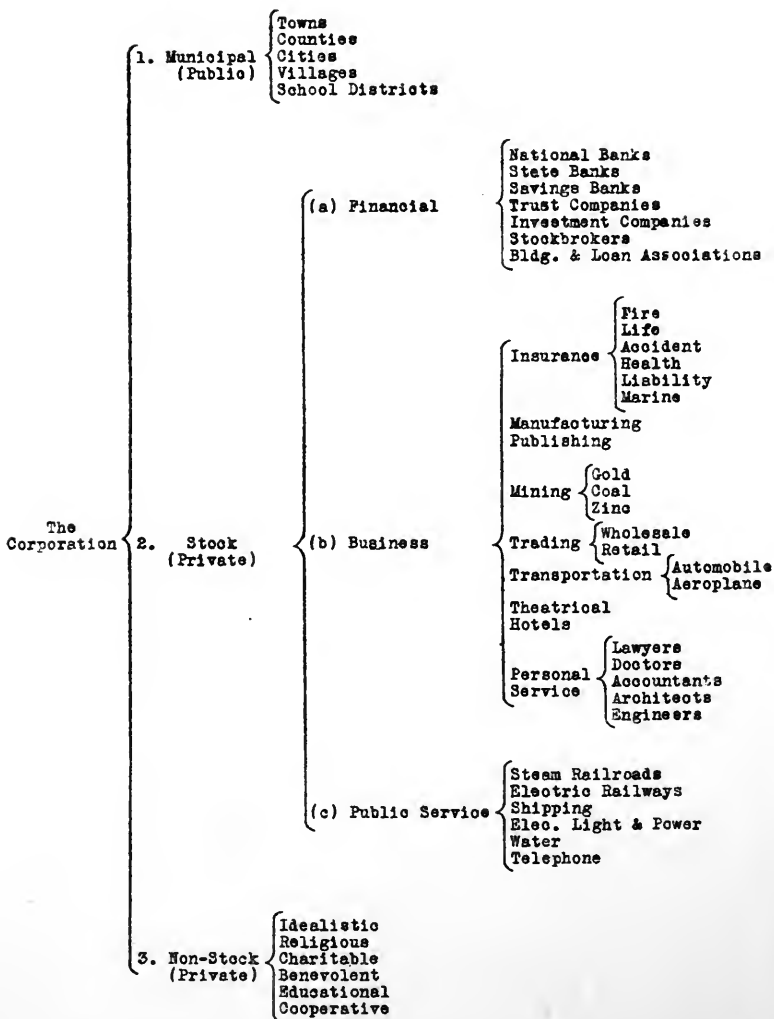 Towns
Counties
1. Municipal
Cities
(Public)
Villages
School Districts
National Banks
State Banks
Savings Banks
(a) Financial
Trust Companies
Investment Companies
Stockbrokers
Bldg. & Loan Associations
Fire
Life
Insurance
Accident
Health
Liability
Marine
Manufacturing
Publishing
Mining
Gold
Coal
Zinc
The
Corporation
2. Stock
(Private)
(b) Business
Trading
Wholesale
Retail
Transportation
Automobile
Aeroplane
Theatrical
Hotels
Personal
Service
Lawyers
Doctors
Accountants
Architects
Engineers
(c) Public Service
Steam Railroads
Electric Railways
Shipping
Elec. Light & Power
Water
Telephone
3. Non-Stock
(Private)
Idealistic
Religious
Charitable
Benevolent
Educational
Cooperative